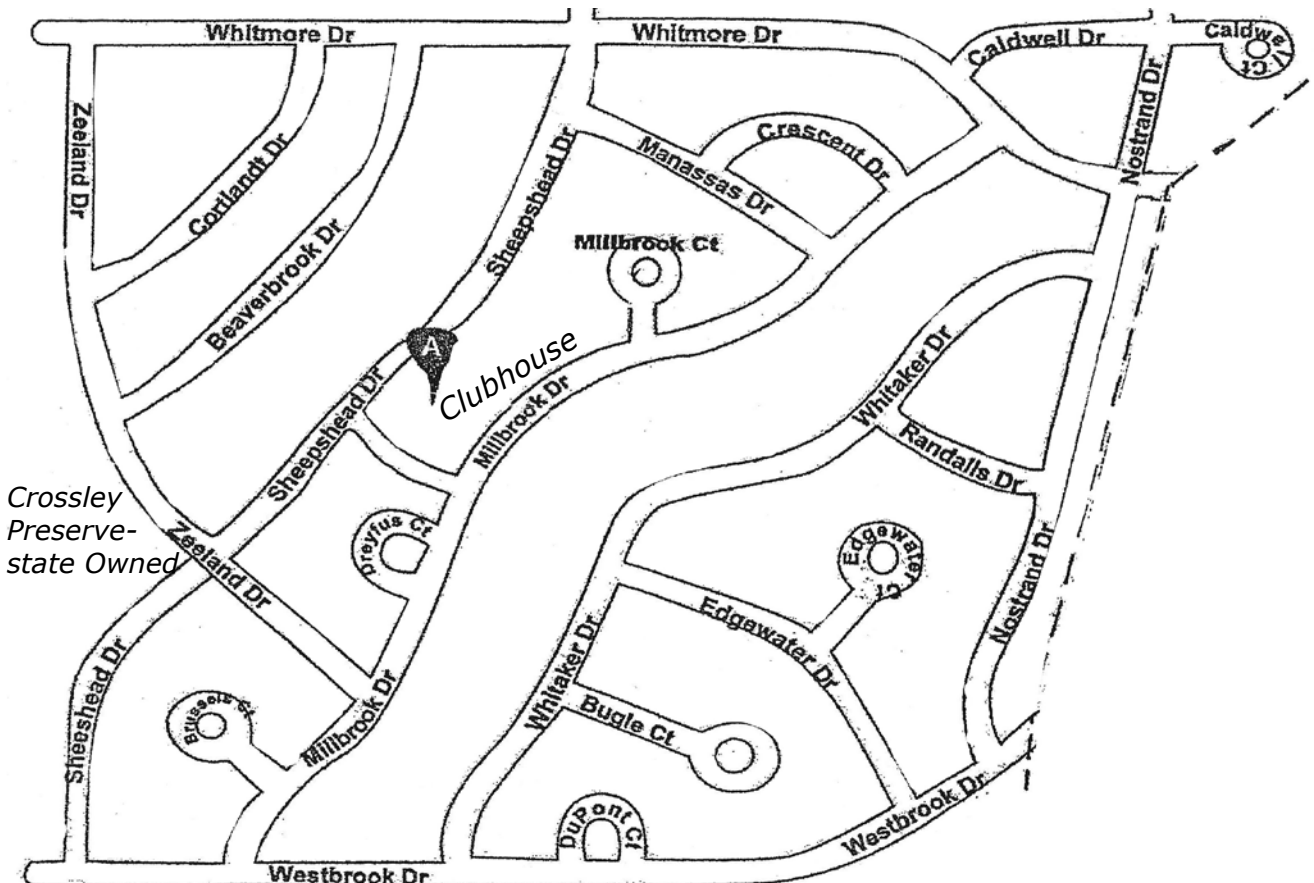 Whitmore Dr
Whitmore Dr
Caldwell Dr
Caldwell Ct
Zeeland Dr
Cortlandt Dr
Sheepshead Dr
Manassas Dr
Crescent Dr
Nostrand Dr
Beaverbrook Dr
Millbrook Ct
A
Clubhouse
Sheepshead Dr
Millbrook Dr
Whitaker Dr
Randalls Dr
Crossley
Preserve-
state Owned
Zeeland Dr
Dreyfus Ct
Edgewater Ct
Nostrand Dr
Edgewater Dr
Sheeshead Dr
Brussels Ct
Millbrook Dr
Whitaker Dr
Bugle Ct
DuPont Ct
Westbrook Dr
Westbrook Dr